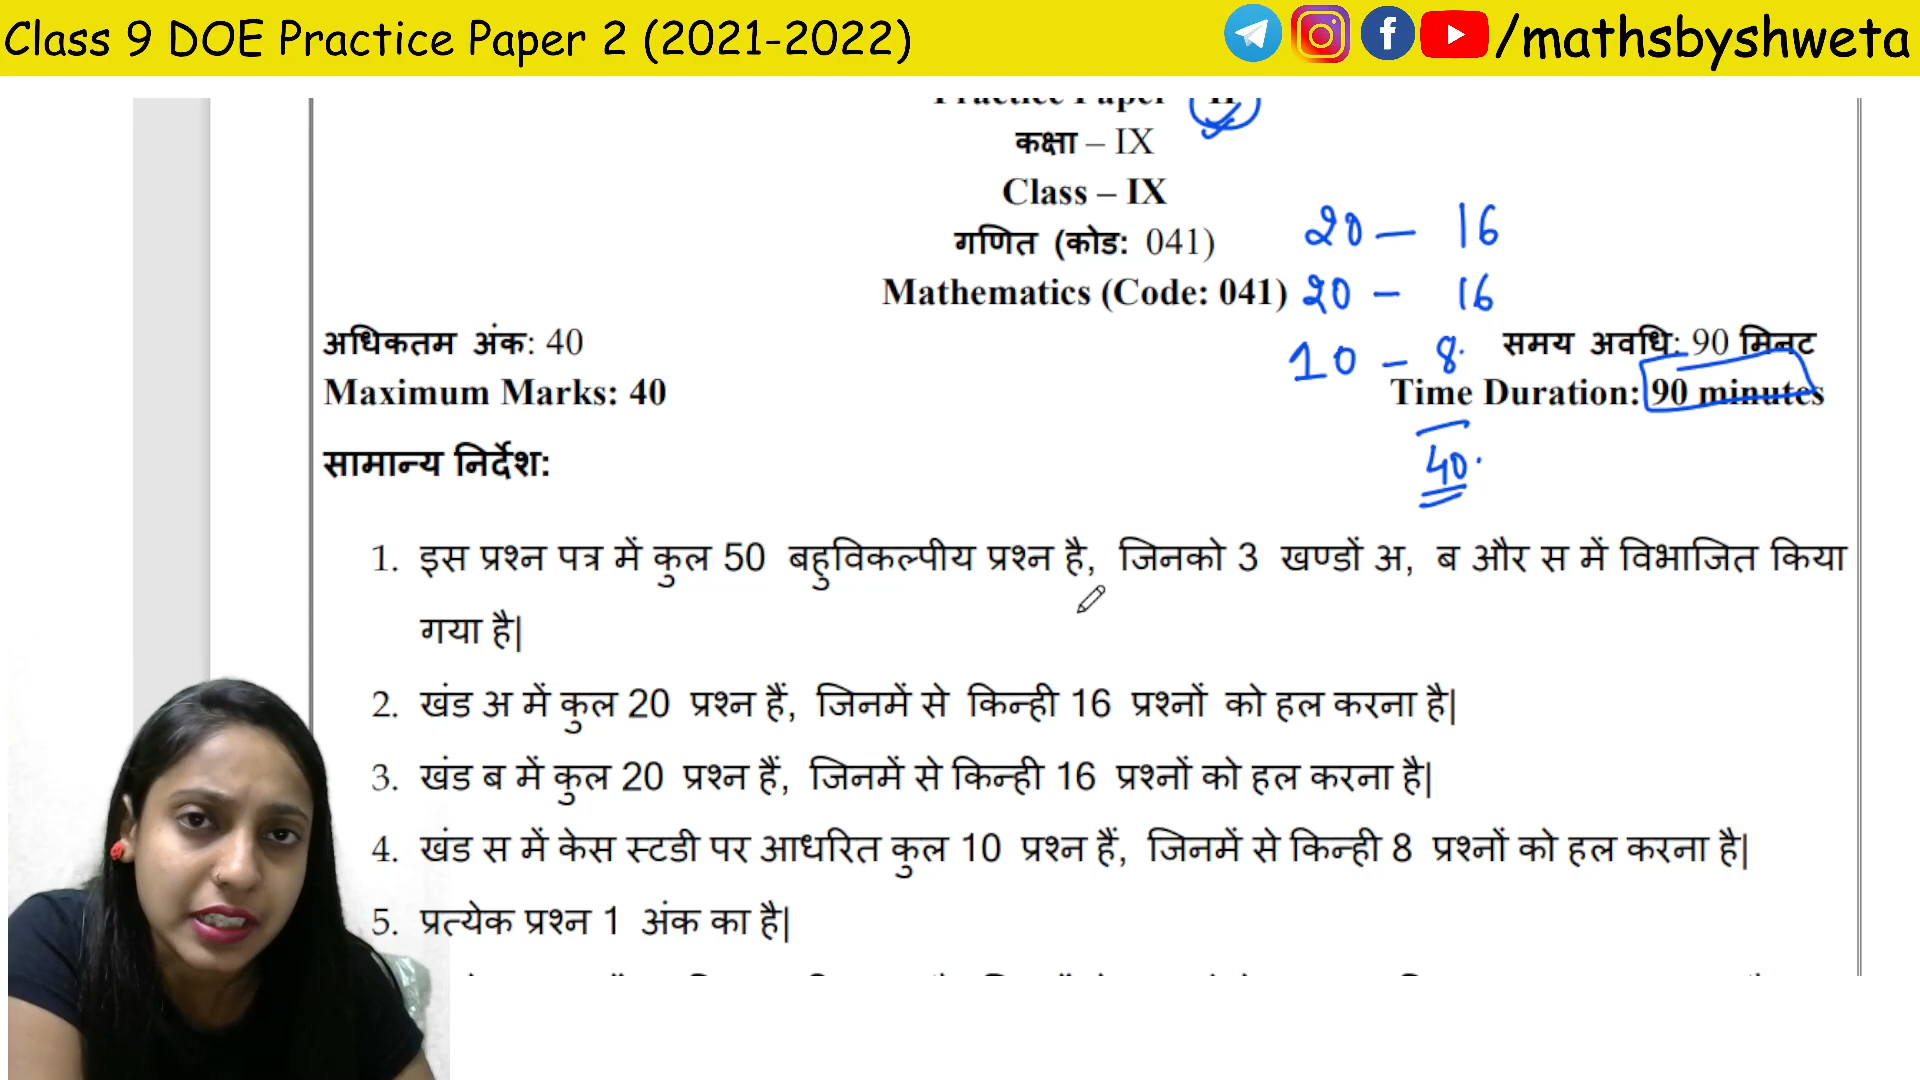 Class 9 DOE Practice Paper 2 (2021-2022)
/mathsbyshweta
Practice Paper II
कक्षा – IX
Class – IX
20 – 16
गणित (कोड: 041)
Mathematics (Code: 041)
20 – 16
अधिकतम अंक: 40
10 – 8.
समय अवधि: 90 मिनट
Maximum Marks: 40
Time Duration: 90 minutes
सामान्य निर्देश:
40.
1. इस प्रश्न पत्र में कुल 50 बहुविकल्पीय प्रश्न है, जिनको 3 खण्डों अ, ब और स में विभाजित किया
गया है|
2. खंड अ में कुल 20 प्रश्न हैं, जिनमें से किन्ही 16 प्रश्नों को हल करना है|
3. खंड ब में कुल 20 प्रश्न हैं, जिनमें से किन्ही 16 प्रश्नों को हल करना है|
4. खंड स में केस स्टडी पर आधरित कुल 10 प्रश्न हैं, जिनमें से किन्ही 8 प्रश्नों को हल करना है|
5. प्रत्येक प्रश्न 1 अंक का है|